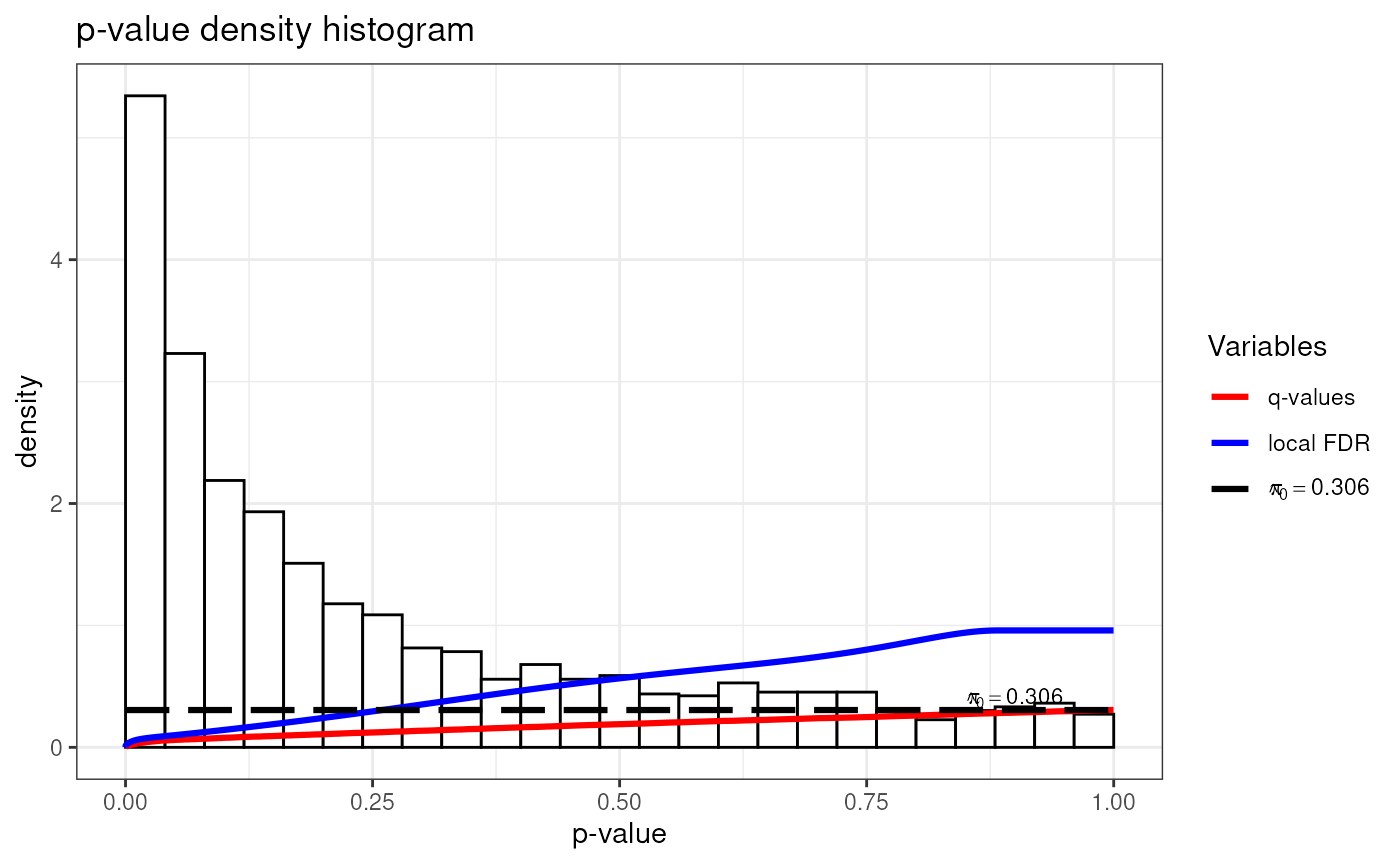 p-value density histogram
density
4
2
0
0.00
0.25
0.50
0.75
1.00
p-value
π̂₀ = 0.306
Variables
q-values
local FDR
π̂₀ = 0.306